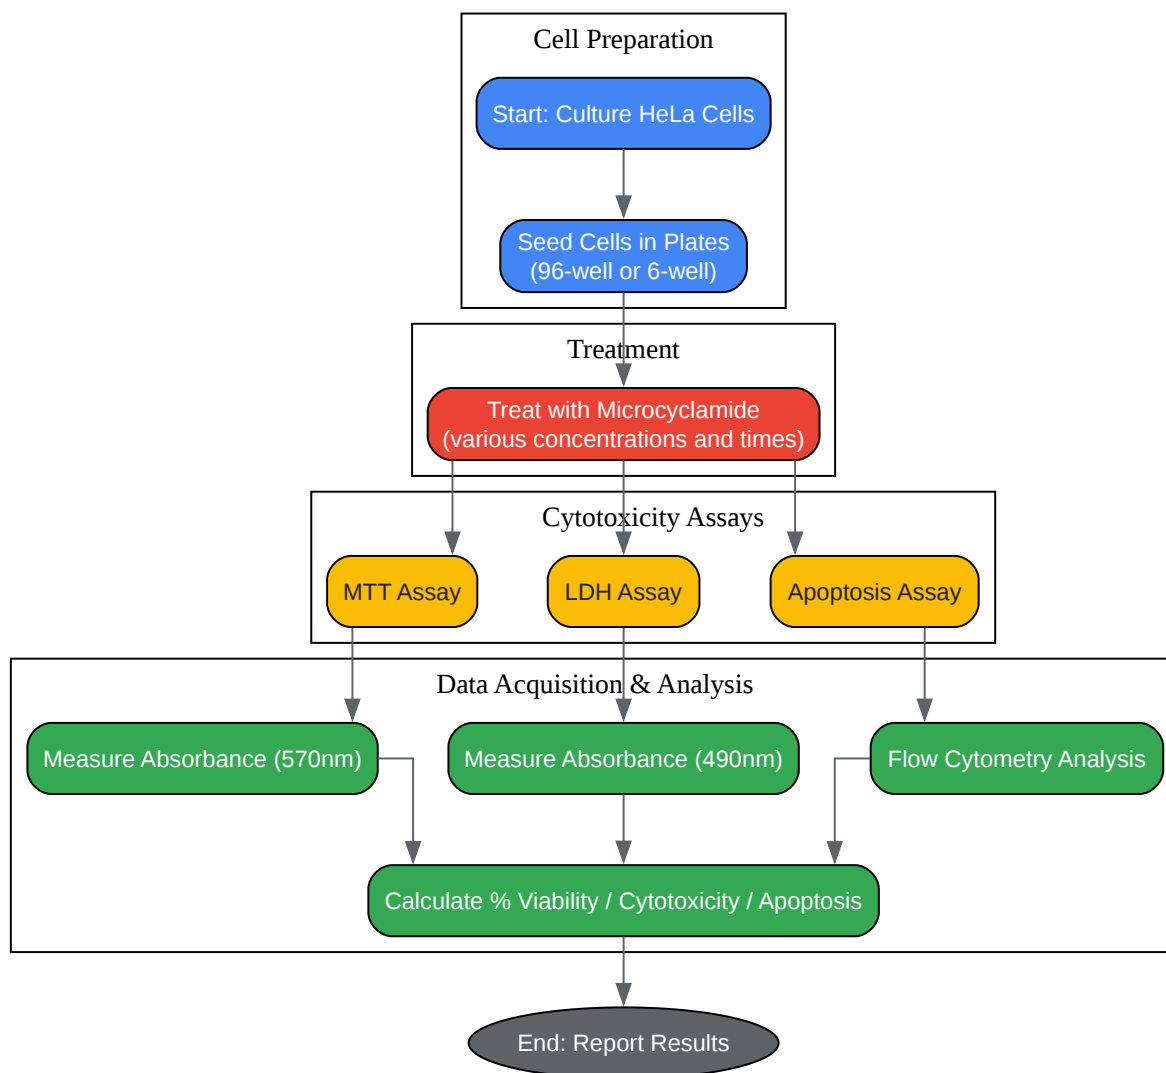 Cell Preparation
Start: Culture HeLa Cells
Seed Cells in Plates
(96-well or 6-well)
Treatment
Treat with Microcyclamide
(various concentrations and times)
Cytotoxicity Assays
MTT Assay
LDH Assay
Apoptosis Assay
Data Acquisition & Analysis
Measure Absorbance (570nm)
Measure Absorbance (490nm)
Flow Cytometry Analysis
Calculate % Viability / Cytotoxicity / Apoptosis
End: Report Results